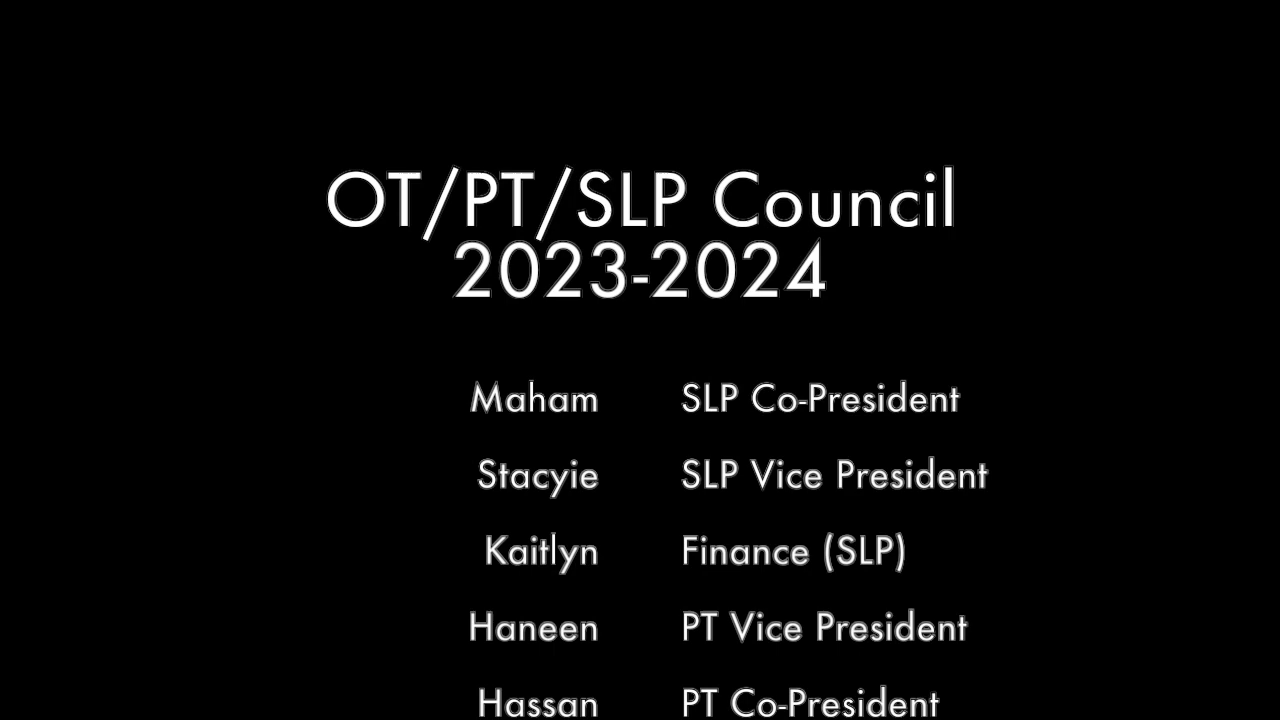 OT/PT/SLP Council
2023-2024
Maham SLP Co-President
Stacyie SLP Vice President
Kaitlyn Finance (SLP)
Haneen PT Vice President
Hassan PT Co-President